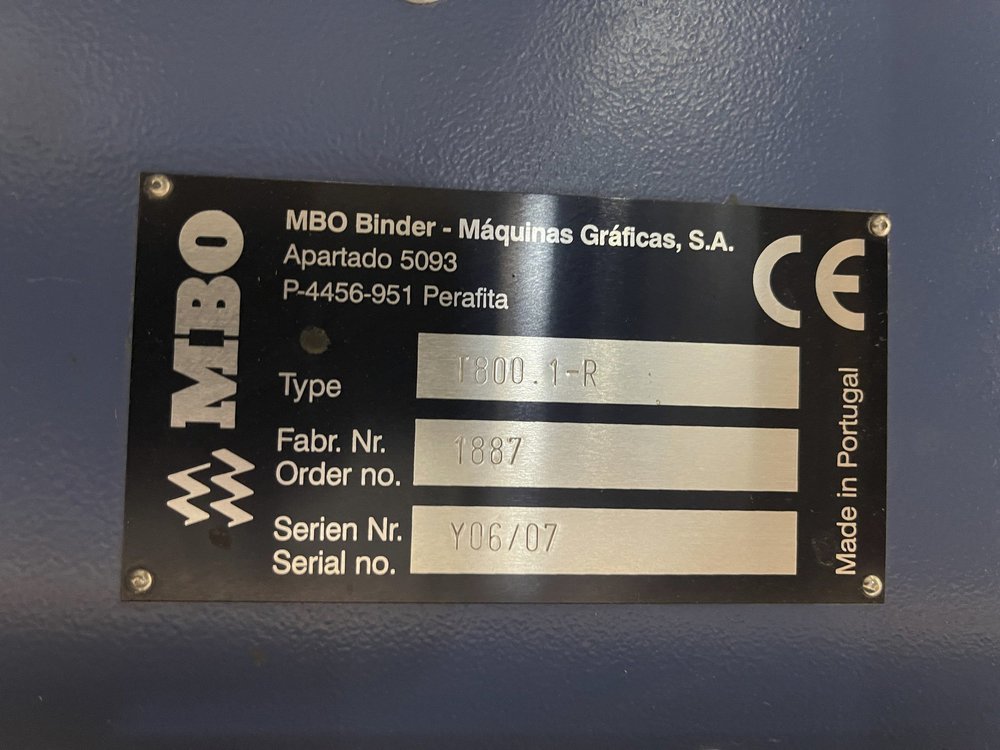 MBO
MBO Binder - Máquinas Gráficas, S.A.
Apartado 5093
P-4456-951 Perafita
CE
Type T800.1-R
Fabr. Nr.
Order no. 1887
Serien Nr.
Serial no. Y06/07
Made in Portugal